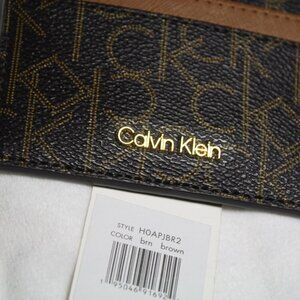 Calvin Klein
STYLE H0APJBR2
COLOR brn brown